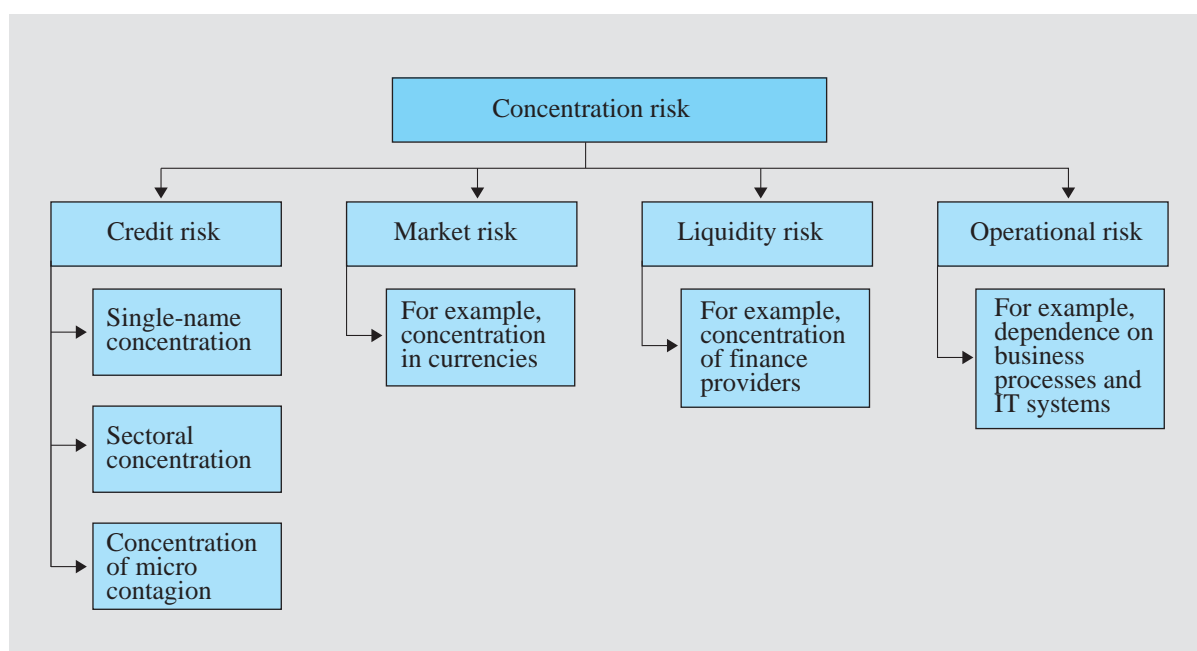 Concentration risk
Credit risk
Market risk
Liquidity risk
Operational risk
Single-name
concentration
Sectoral
concentration
Concentration
of micro
contagion
For example,
concentration
in currencies
For example,
concentration
of finance
providers
For example,
dependence on
business
processes and
IT systems